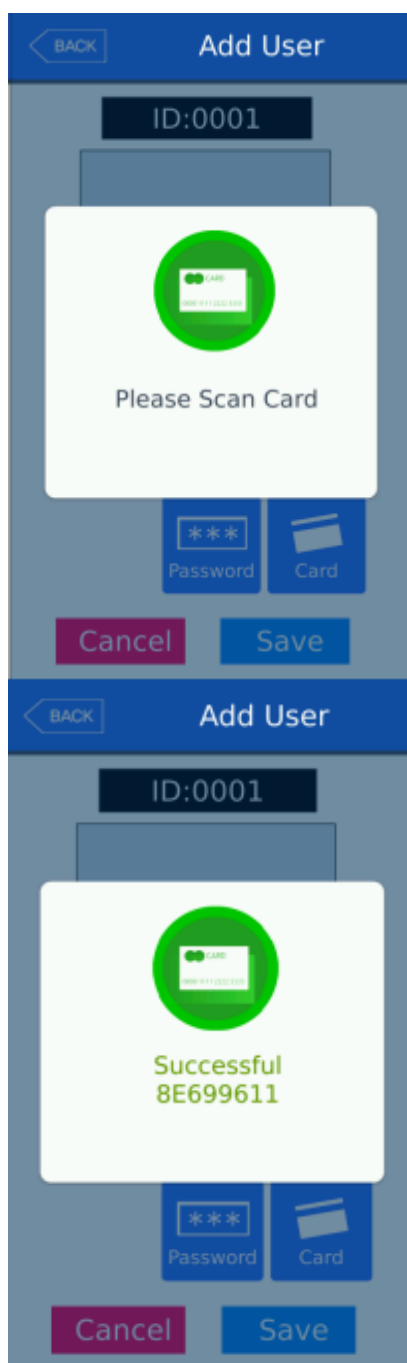 BACK
Add User
ID:0001
CARD
Please Scan Card
***
Password
Card
Cancel
Save
BACK
Add User
ID:0001
CARD
Successful
8E699611
***
Password
Card
Cancel
Save